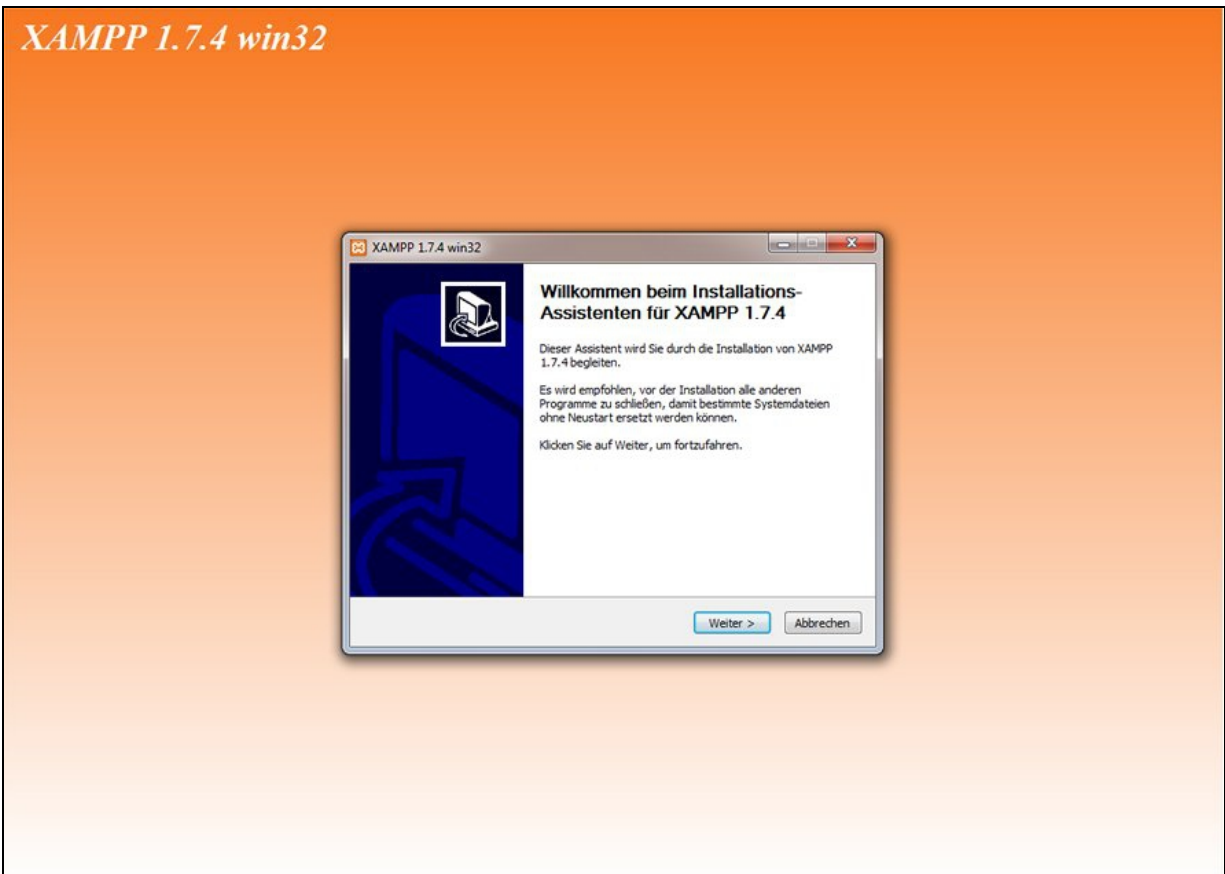 XAMPP 1.7.4 win32
XAMPP 1.7.4 win32
Willkommen beim Installations-
Assistenten für XAMPP 1.7.4
Dieser Assistent wird Sie durch die Installation von XAMPP
1.7.4 begleiten.
Es wird empfohlen, vor der Installation alle anderen
Programme zu schließen, damit bestimmte Systemdateien
ohne Neustart ersetzt werden können.
Klicken Sie auf Weiter, um fortzufahren.
Weiter > Abbrechen